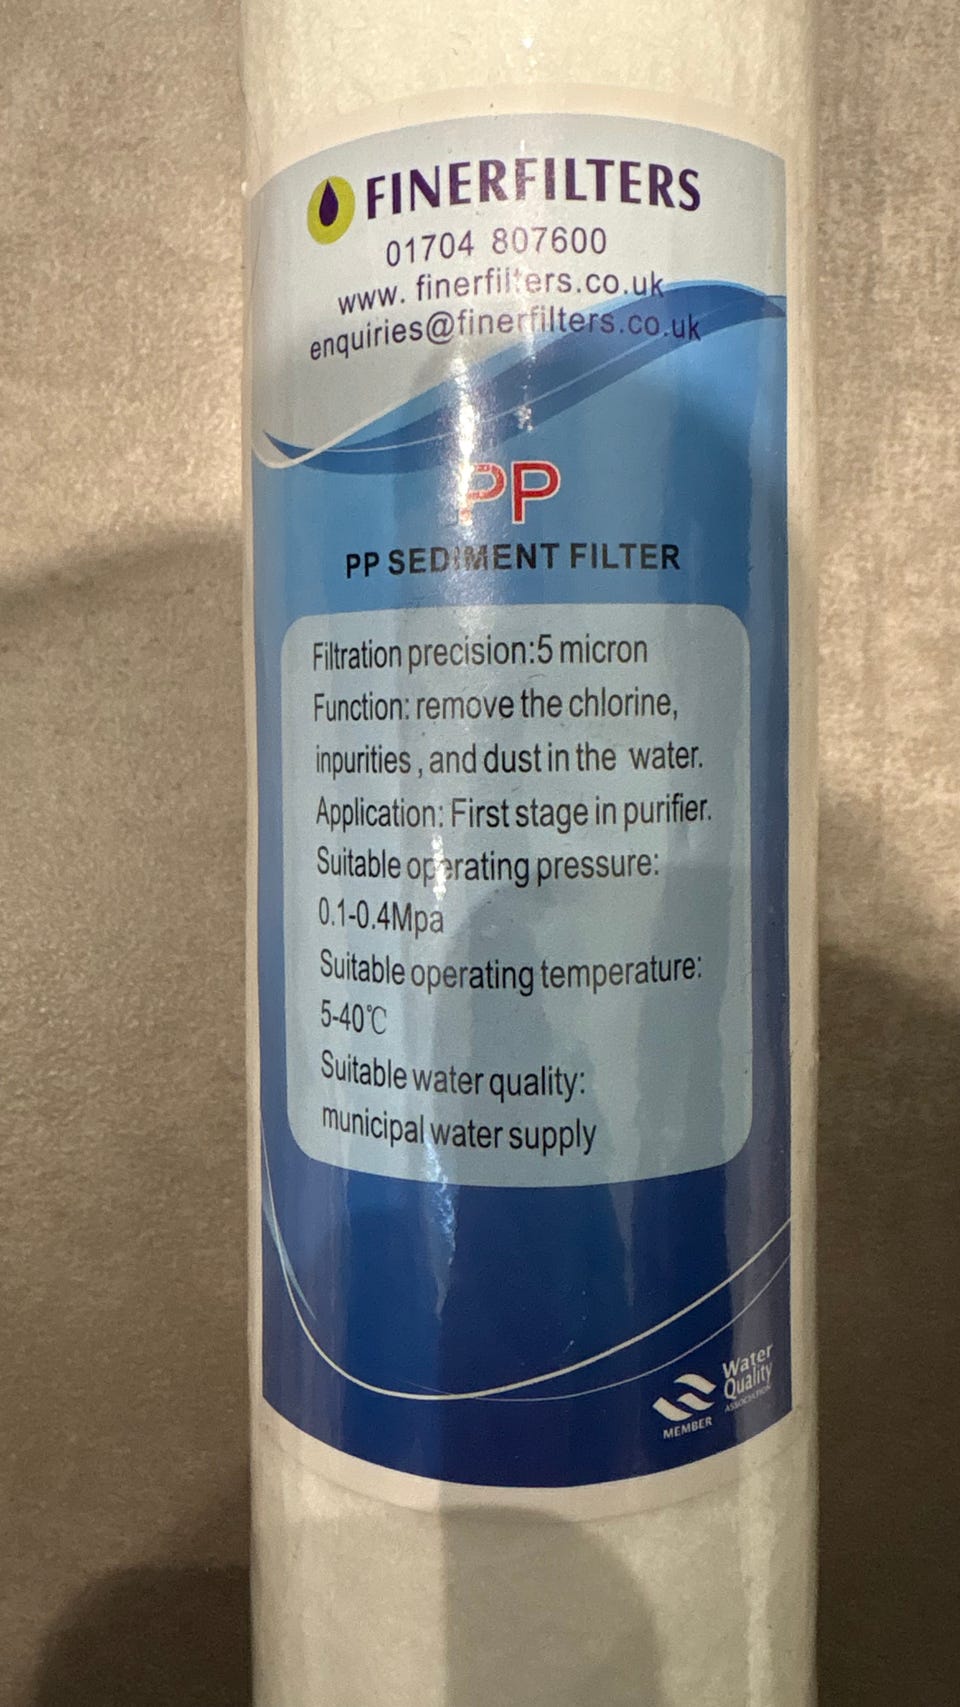 FINERFILTERS
01704 807600
www. finerfilters.co.uk
enquiries@finerfilters.co.uk
PP
PP SEDIMENT FILTER
Filtration precision:5 micron
Function: remove the chlorine,
inpurities , and dust in the water.
Application: First stage in purifier.
Suitable operating pressure:
0.1-0.4Mpa
Suitable operating temperature:
5-40℃
Suitable water quality:
municipal water supply
Water
Quality
ASSOCIATION
MEMBER